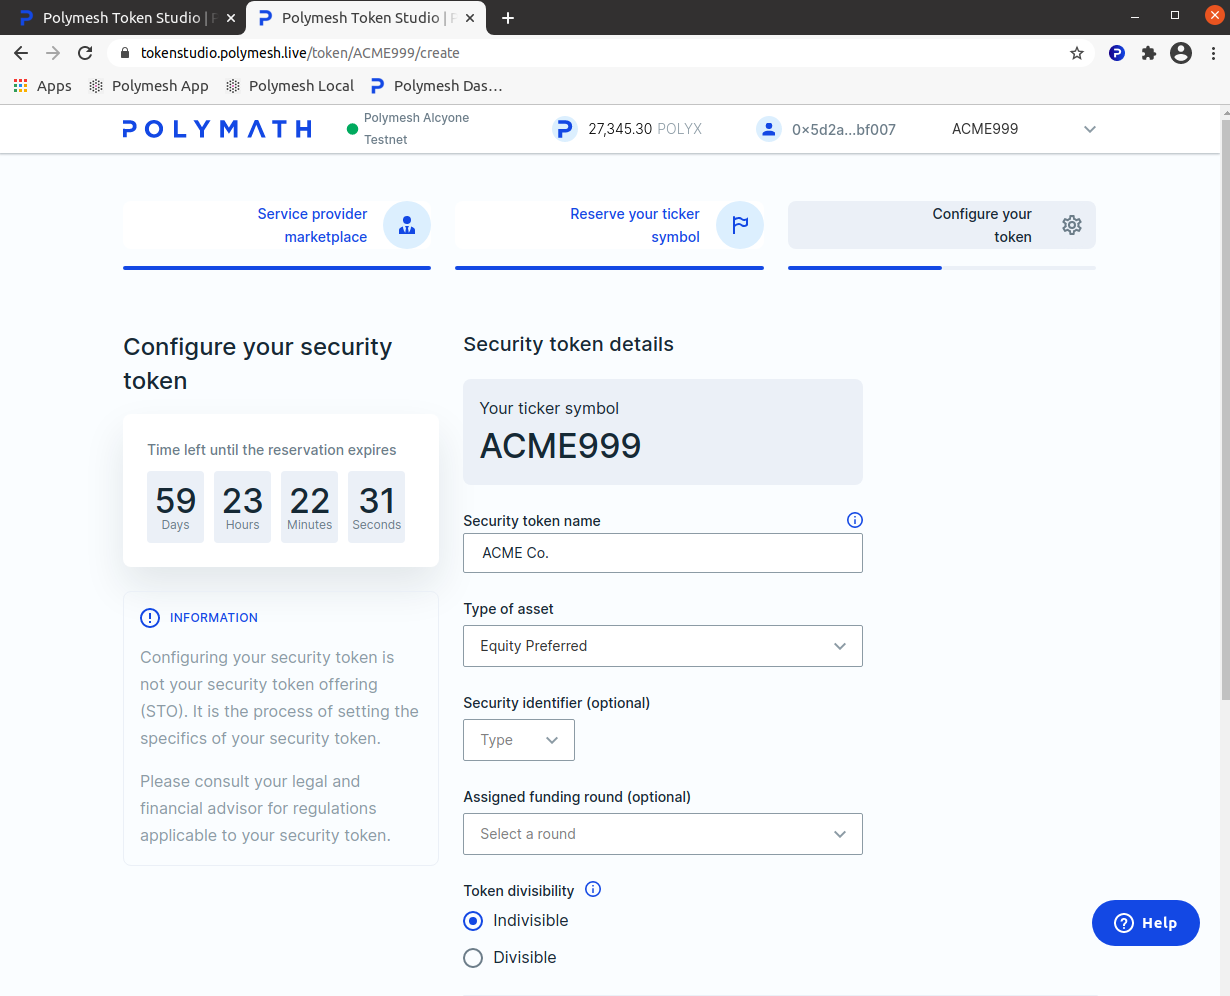 Polymesh Token Studio | P
Polymesh Token Studio | P
tokenstudio.polymesh.live/token/ACME999/create
Apps
Polymesh App
Polymesh Local
Polymesh Das...
POLYMATH
Polymesh Alcyone
Testnet
27,345.30 POLYX
0x5d2a...bf007
ACME999
Service provider
marketplace
Reserve your ticker
symbol
Configure your
token
Configure your security
token
Time left until the reservation expires
59 23 22 31
Days Hours Minutes Seconds
INFORMATION
Configuring your security token is
not your security token offering
(STO). It is the process of setting the
specifics of your security token.
Please consult your legal and
financial advisor for regulations
applicable to your security token.
Security token details
Your ticker symbol
ACME999
Security token name
ACME Co.
Type of asset
Equity Preferred
Security identifier (optional)
Type
Assigned funding round (optional)
Select a round
Token divisibility
Indivisible
Divisible
Help